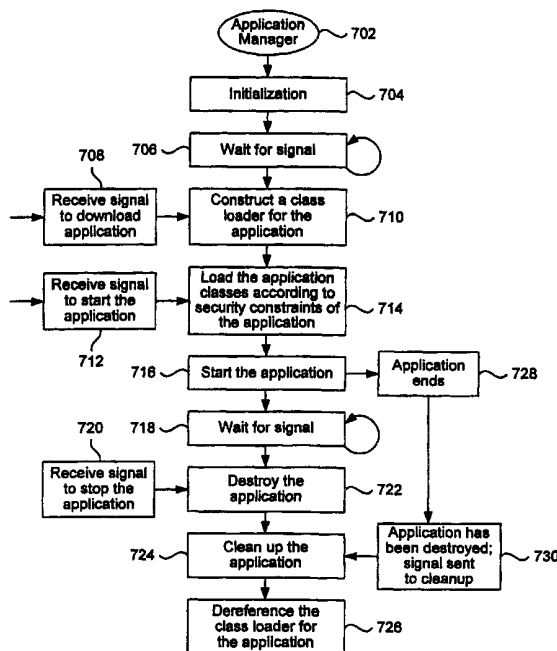 Application
Manager
702
Initialization
704
706
Wait for signal
708
Receive signal
to download
application
Construct a class
loader for the
application
710
Receive signal
to start the
application
712
Load the application
classes according to
security constraints of
the application
714
716
Start the application
Application
ends
728
718
Wait for signal
720
Receive signal
to stop the
application
Destroy the
application
722
724
Clean up the
application
Application has
been destroyed;
signal sent
to cleanup
730
Dereference the
class loader for
the application
726